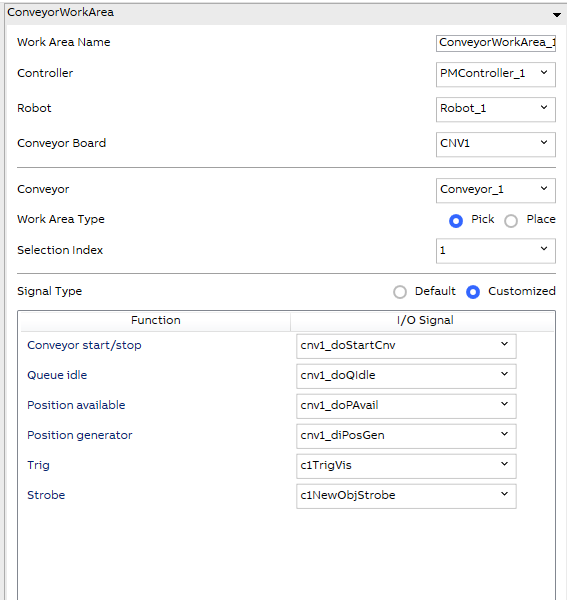 ConveyorWorkArea
Work Area Name ConveyorWorkArea_1
Controller PMController_1
Robot Robot_1
Conveyor Board CNV1
Conveyor Conveyor_1
Work Area Type Pick Place
Selection Index 1
Signal Type Default Customized
Function I/O Signal
Conveyor start/stop cnv1_doStartCnv
Queue idle cnv1_doQIdle
Position available cnv1_doPAvail
Position generator cnv1_diPosGen
Trig c1TrigVis
Strobe c1NewObjStrobe